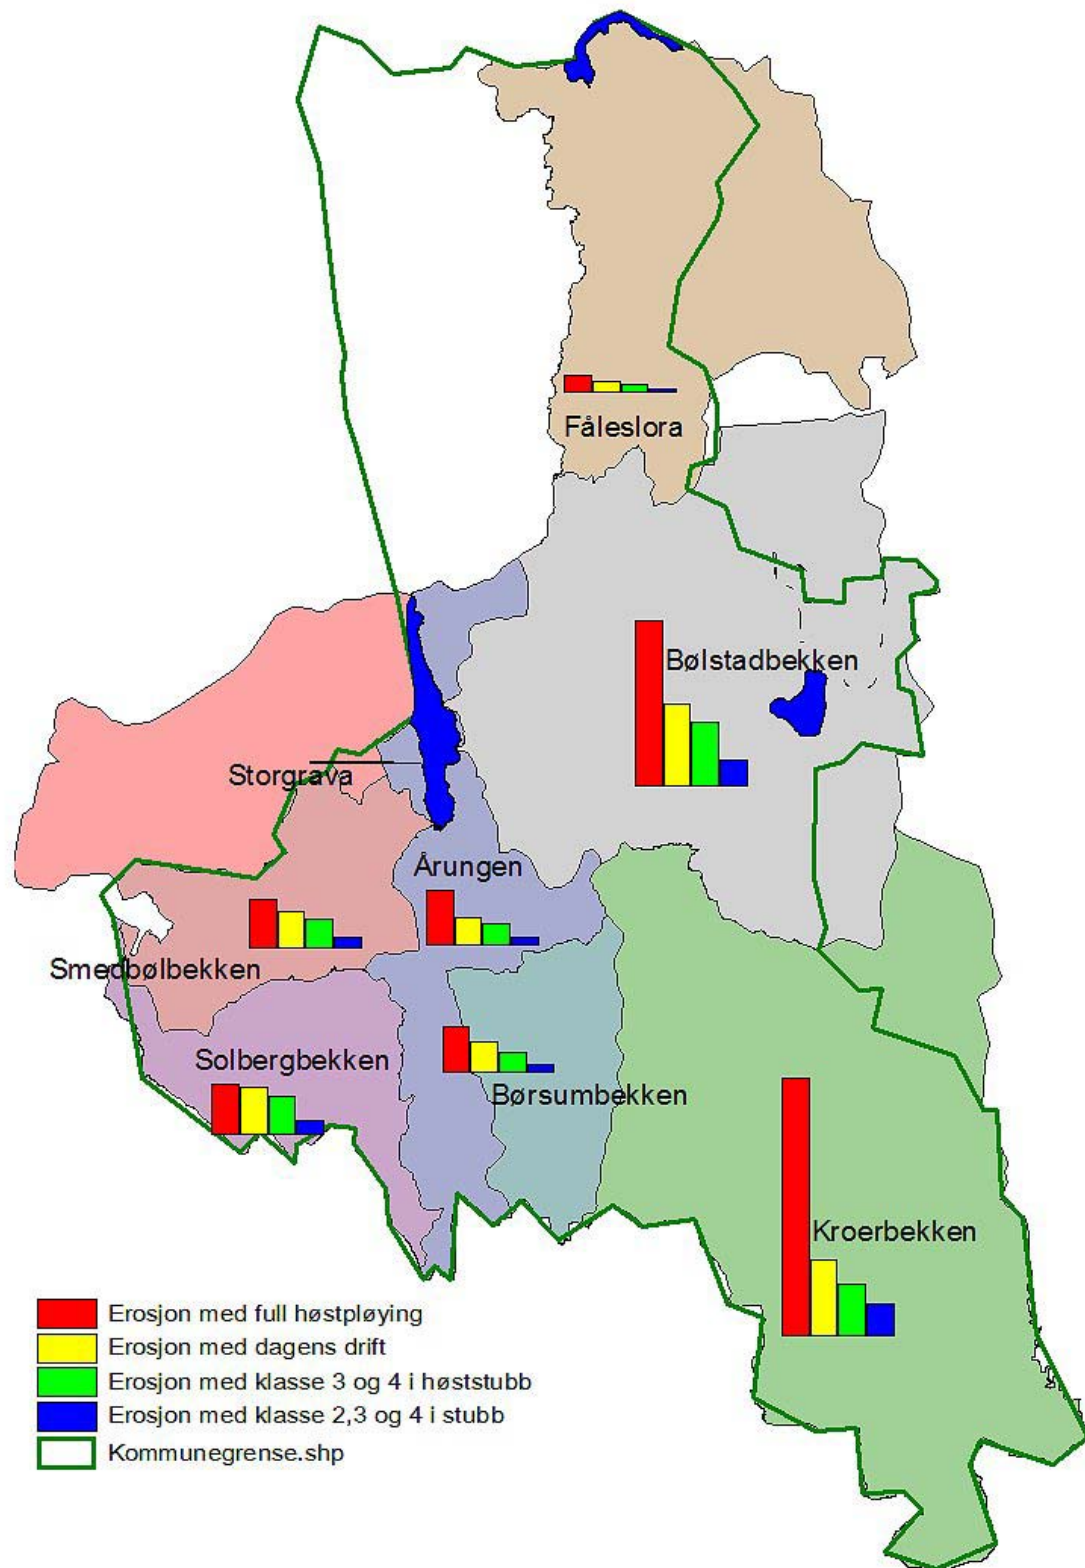 Fåleslora
Bølstadbekken
Storgrava
Årungen
Smedbølbekken
Solbergbekken
Børsumbekken
Kroerbekken
Erosjon med full høstpløying
Erosjon med dagens drift
Erosjon med klasse 3 og 4 i høststubb
Erosjon med klasse 2,3 og 4 i stubb
Kommunegrense.shp